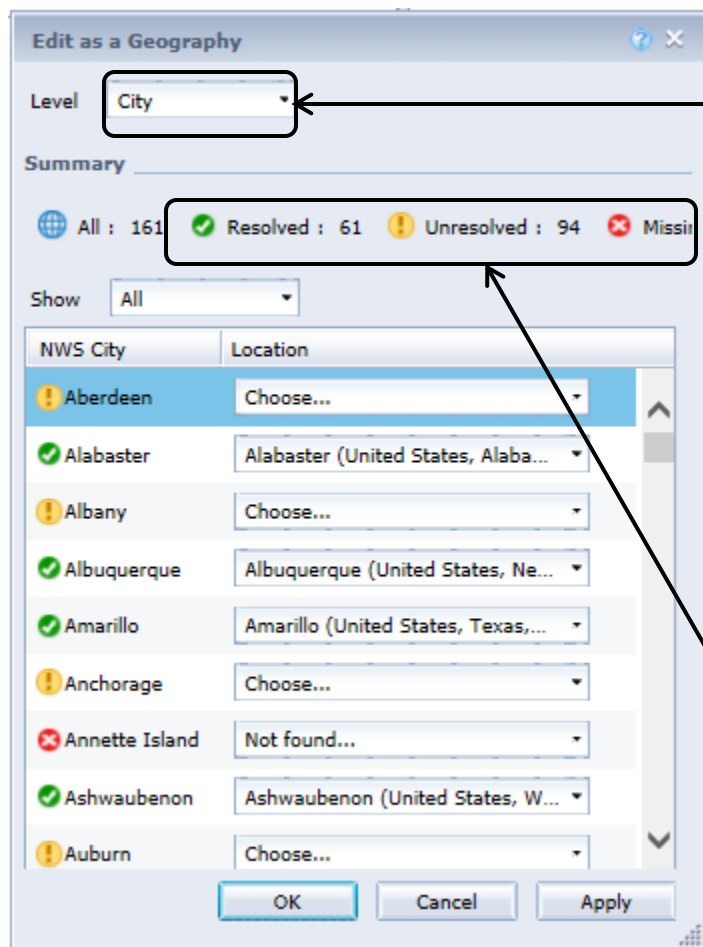 Edit as a Geography
Level City
Summary
All : 161 Resolved : 61 Unresolved : 94 Missin
Show All
NWS City Location
Aberdeen Choose...
Alabaster Alabaster (United States, Alaba...
Albany Choose...
Albuquerque Albuquerque (United States, Ne...
Amarillo Amarillo (United States, Texas,...
Anchorage Choose...
Annette Island Not found...
Ashwaubenon Ashwaubenon (United States, W...
Auburn Choose...
OK Cancel Apply